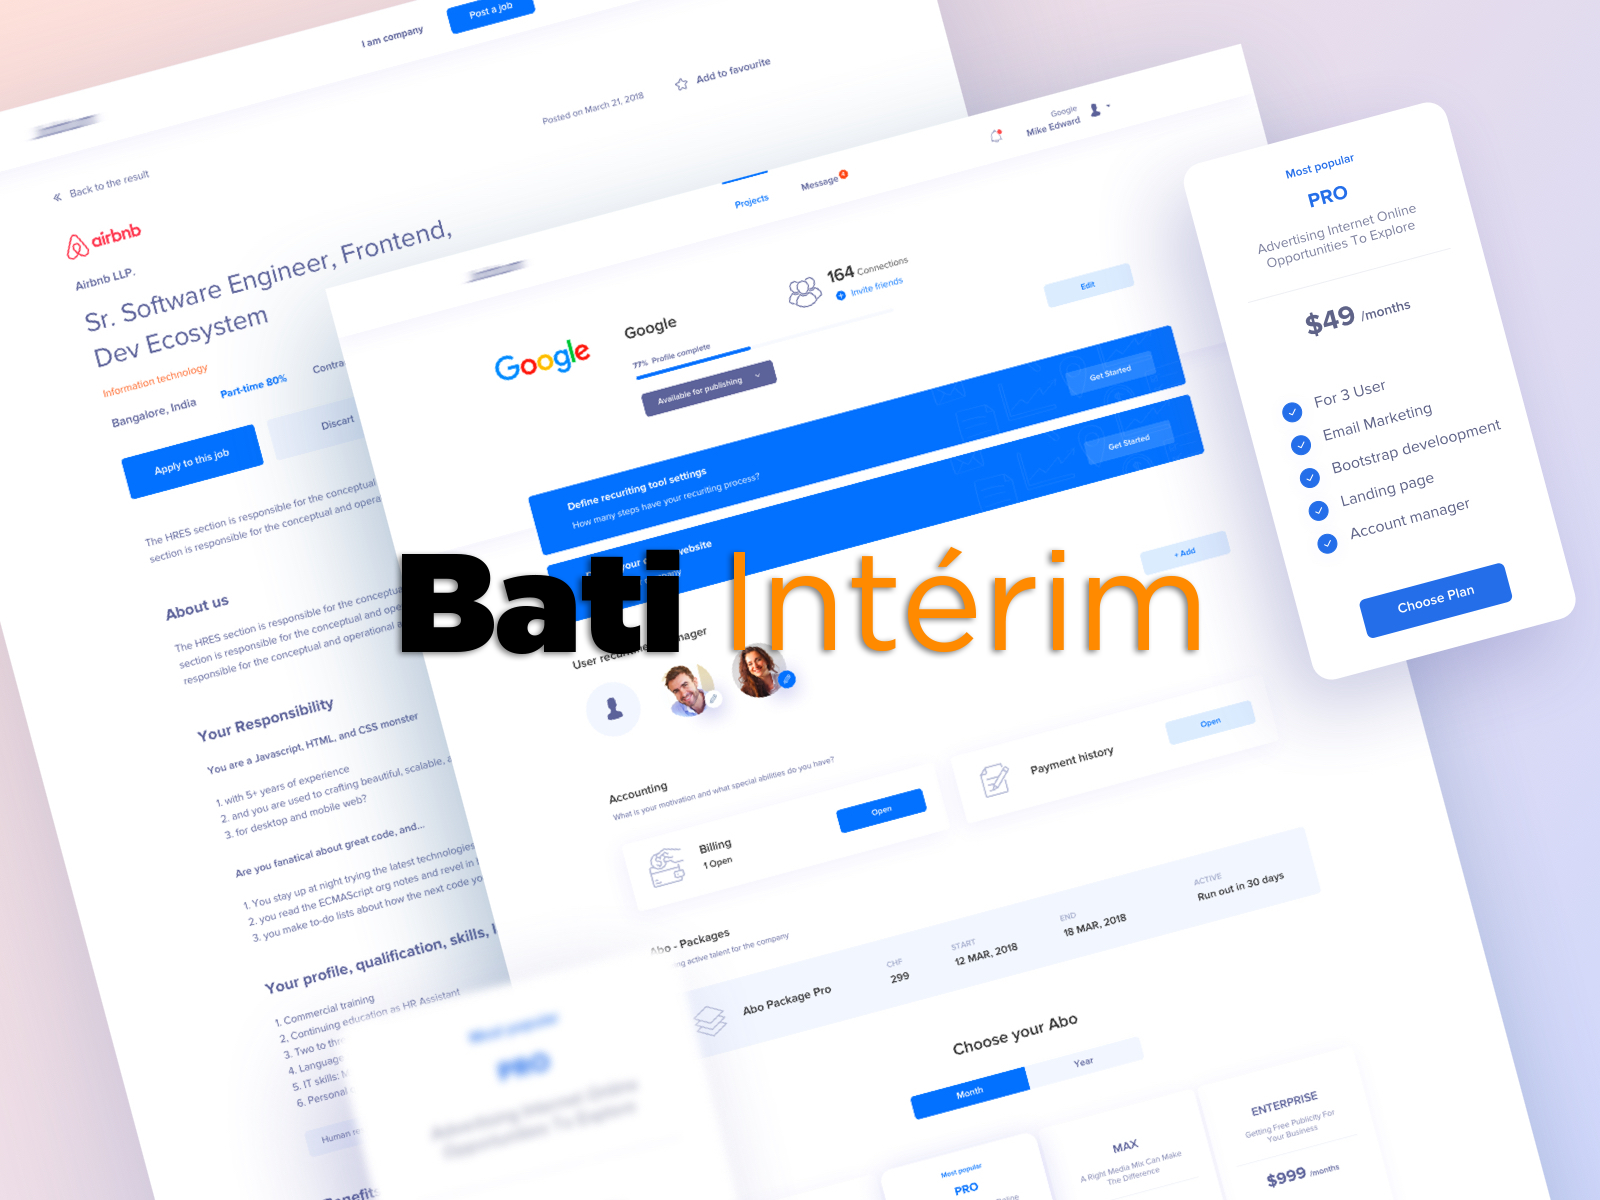 I am company
Post a job
Posted on March 21, 2018
Add to favourite
Back to the result
airbnb
Airbnb LLP.
Sr. Software Engineer, Frontend,
Dev Ecosystem
Information technology
Bangalore, India
Part-time 80%
Apply to this job
Discart
The HRES section is responsible for the conceptual
section is responsible for the conceptual and
About us
The HRES section is responsible for the conceptual
section is responsible for the conceptual and
responsible for the conceptual and operational
Your Responsibility
You are a Javascript, HTML, and CSS monster
1. with 5+ years of experience
2. and you are used to crafting beautiful, scalable,
3. for desktop and mobile web?
Are you fanatical about great code, and...
1. You stay up at night trying the latest technologies
2. you read the ECMAScript org notes and revel in
3. you make to-do lists about how the next code
Your profile, qualification, skills,
1. Commercial training
2. Continuing education as HR Assistant
3. Two to
4. Language
5. IT skills:
6. Personal
Human
Projects
Message
4
Google
Mike Edward
Google
Google
77% Profile complete
Available for publishing
164 Connections
Invite friends
Edit
Define recuriting tool settings
How many steps have your recuriting process?
Get Started
website
Get Started
Bati Intérim
+ Add
User
Accounting
What is your motivation and what special abilities do you have?
Billing
1 Open
Open
Payment history
Open
Abo - Packages
active talent for the company
Abo Package Pro
CHF
299
START
12 MAR, 2018
END
18 MAR, 2018
ACTIVE
Run out in 30 days
Choose your Abo
Month
Year
Most popular
PRO
MAX
A Right Media Mix Can Make
The Difference
ENTERPRISE
Getting Free Publicity For
Your Business
$999 /months
Most popular
PRO
Advertising Internet Online
Opportunities To Explore
$49 /months
For 3 User
Email Marketing
Bootstrap develoopment
Landing page
Account manager
Choose Plan
Most popular
PRO
Advertising Internet Online
Opportunities To Explore